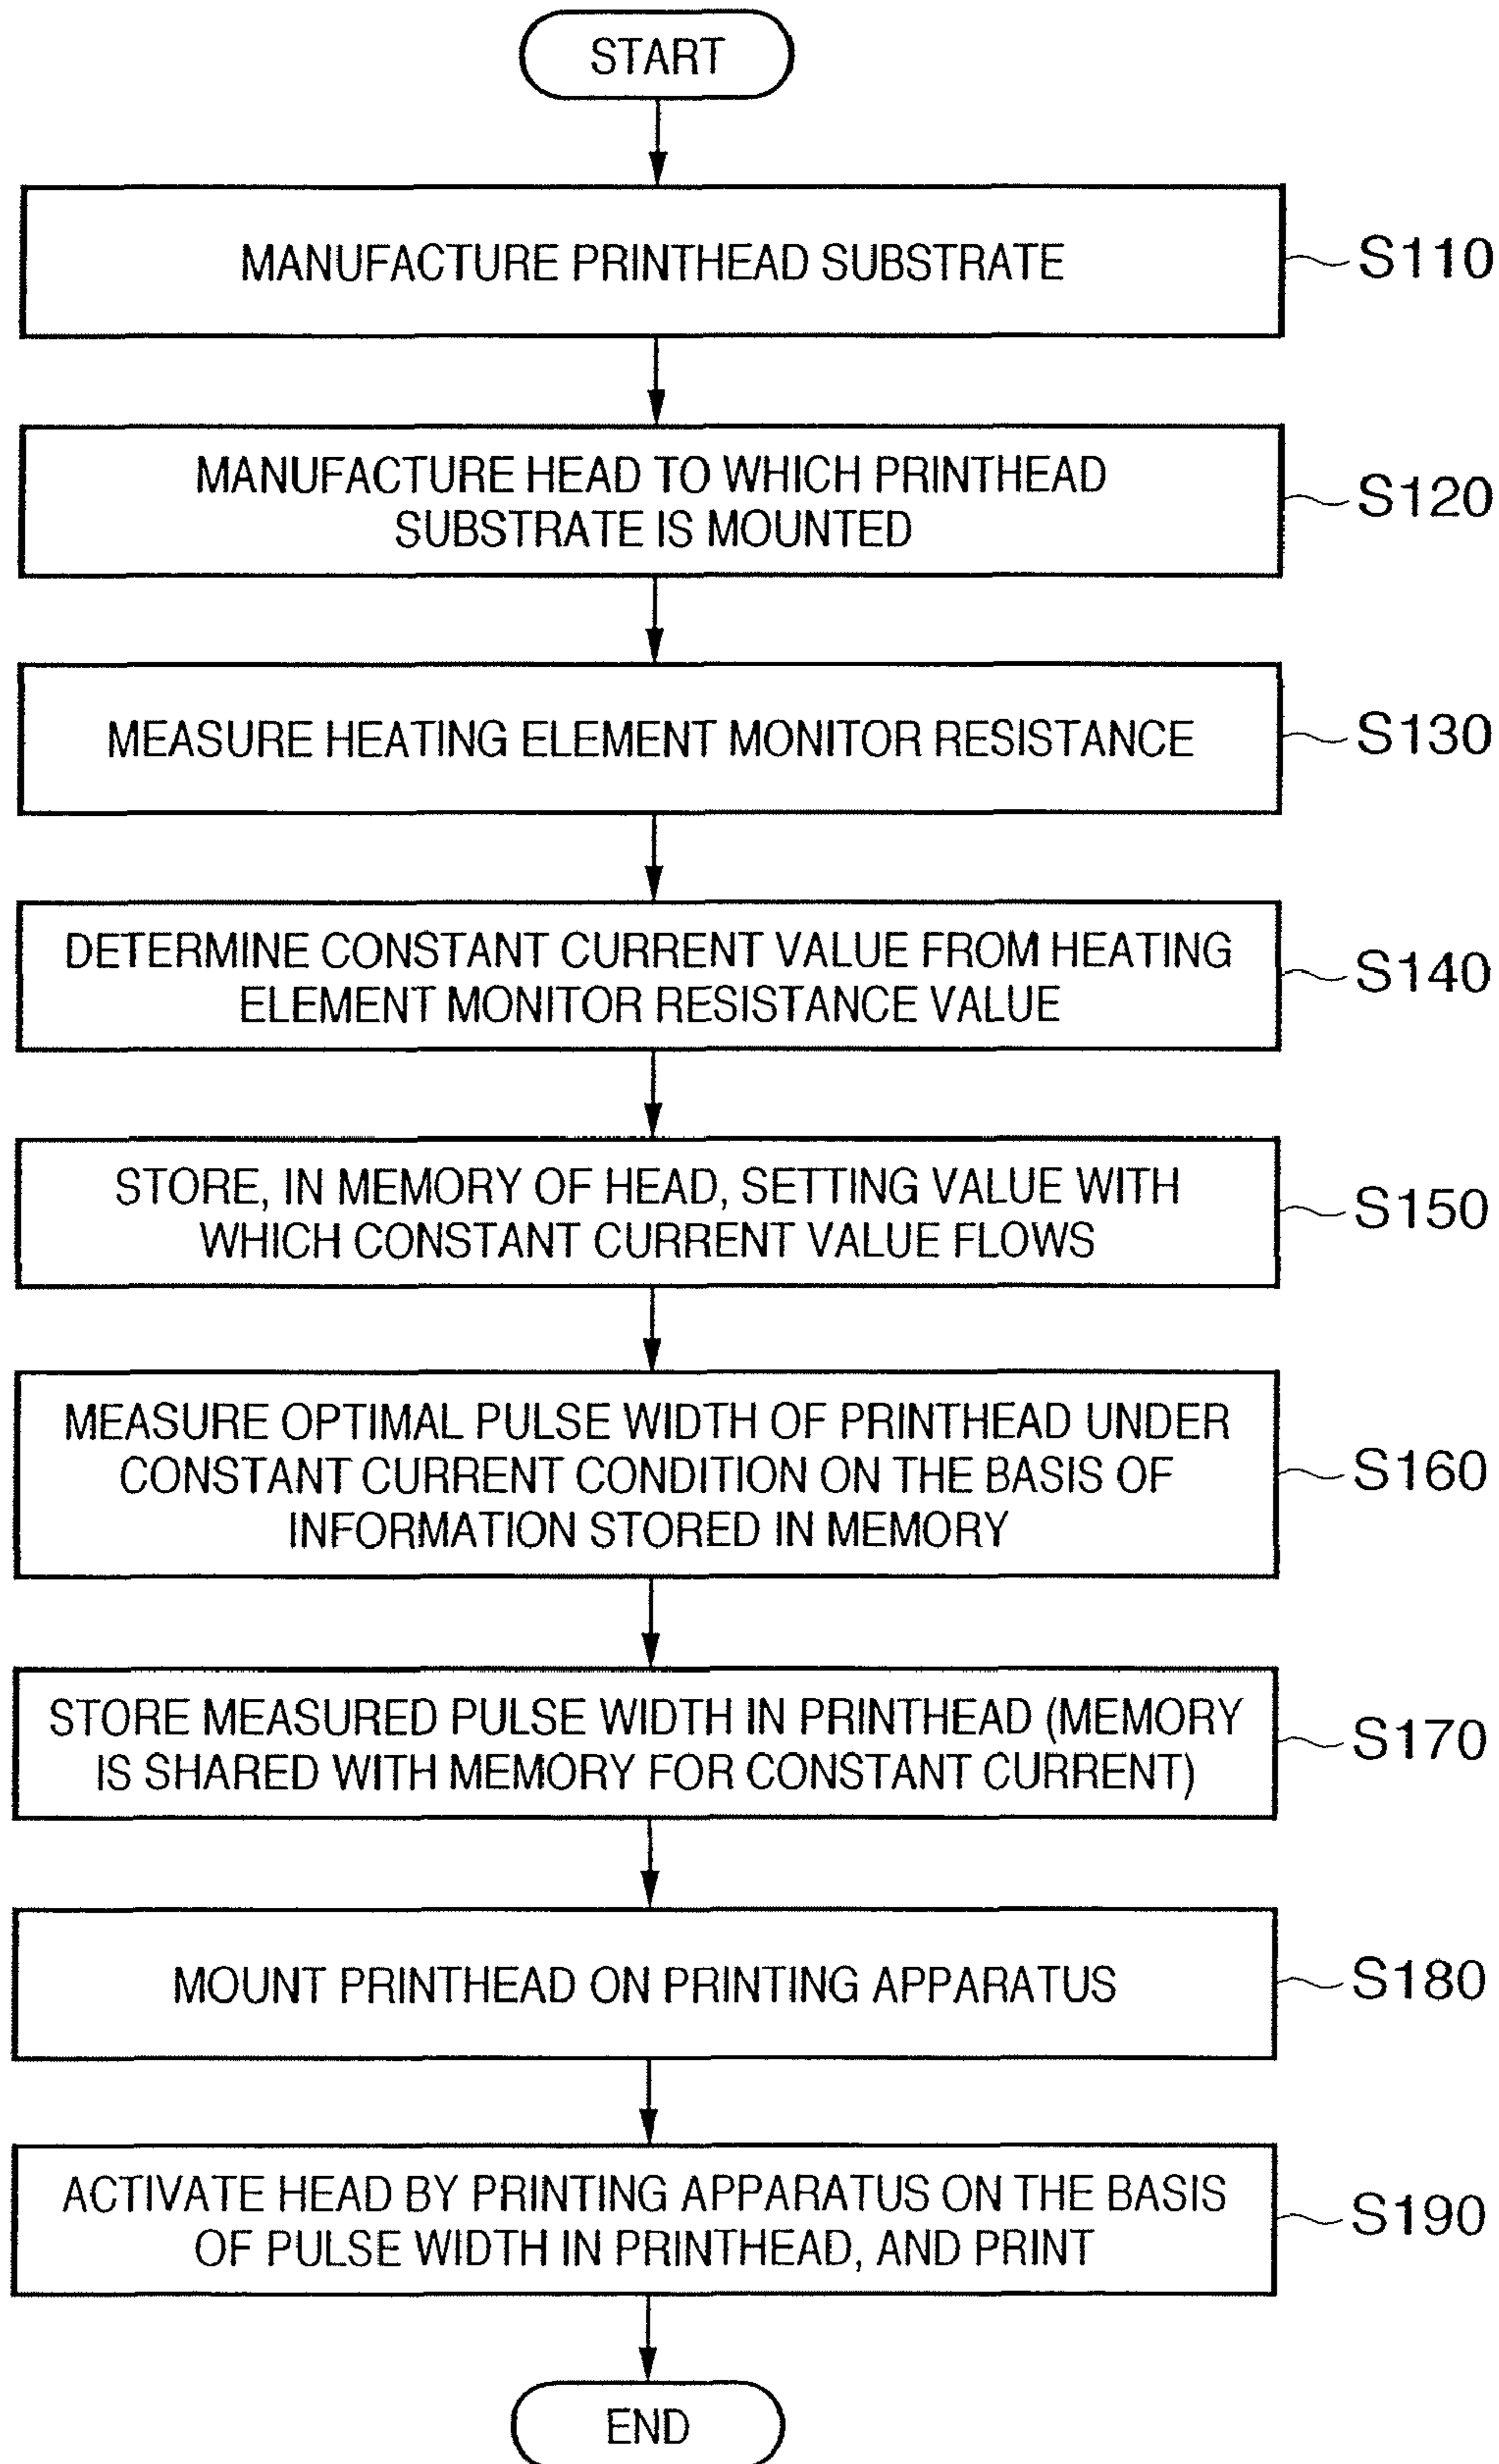 START
MANUFACTURE PRINTHEAD SUBSTRATE
S110
MANUFACTURE HEAD TO WHICH PRINTHEAD
SUBSTRATE IS MOUNTED
S120
MEASURE HEATING ELEMENT MONITOR RESISTANCE
S130
DETERMINE CONSTANT CURRENT VALUE FROM HEATING
ELEMENT MONITOR RESISTANCE VALUE
S140
STORE, IN MEMORY OF HEAD, SETTING VALUE WITH
WHICH CONSTANT CURRENT VALUE FLOWS
S150
MEASURE OPTIMAL PULSE WIDTH OF PRINTHEAD UNDER
CONSTANT CURRENT CONDITION ON THE BASIS OF
INFORMATION STORED IN MEMORY
S160
STORE MEASURED PULSE WIDTH IN PRINTHEAD (MEMORY
IS SHARED WITH MEMORY FOR CONSTANT CURRENT)
S170
MOUNT PRINTHEAD ON PRINTING APPARATUS
S180
ACTIVATE HEAD BY PRINTING APPARATUS ON THE BASIS
OF PULSE WIDTH IN PRINTHEAD, AND PRINT
S190
END